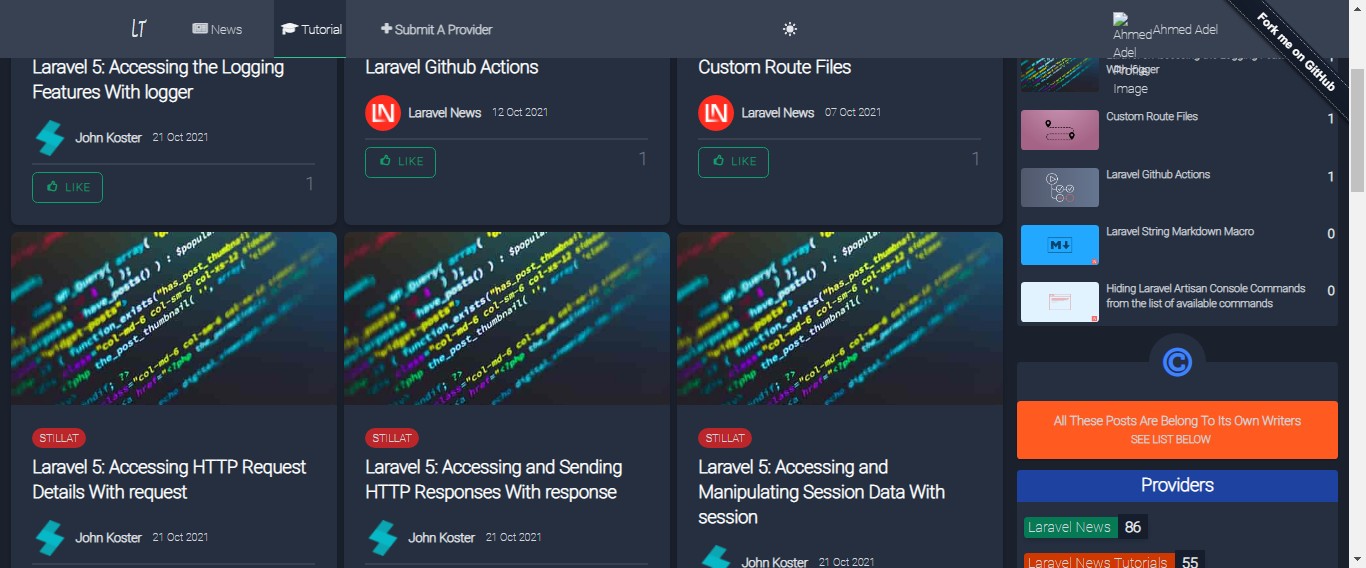 LT
News
Tutorial
Submit A Provider
Ahmed Adel Profile Image
Ahmed Adel
Fork me on GitHub
Laravel 5: Accessing the Logging
Features With logger
John Koster 21 Oct 2021
LIKE 1
Laravel Github Actions
LN Laravel News 12 Oct 2021
LIKE 1
Custom Route Files
LN Laravel News 07 Oct 2021
LIKE 1
STILLAT
Laravel 5: Accessing HTTP Request
Details With request
John Koster 21 Oct 2021
STILLAT
Laravel 5: Accessing and Sending
HTTP Responses With response
John Koster 21 Oct 2021
STILLAT
Laravel 5: Accessing and
Manipulating Session Data With
session
John Koster 21 Oct 2021
With logger
Custom Route Files 1
Laravel Github Actions 1
Laravel String Markdown Macro 0
Hiding Laravel Artisan Console Commands 0
from the list of available commands
All These Posts Are Belong To Its Own Writers
SEE LIST BELOW
Providers
Laravel News 86
Laravel News Tutorials 55